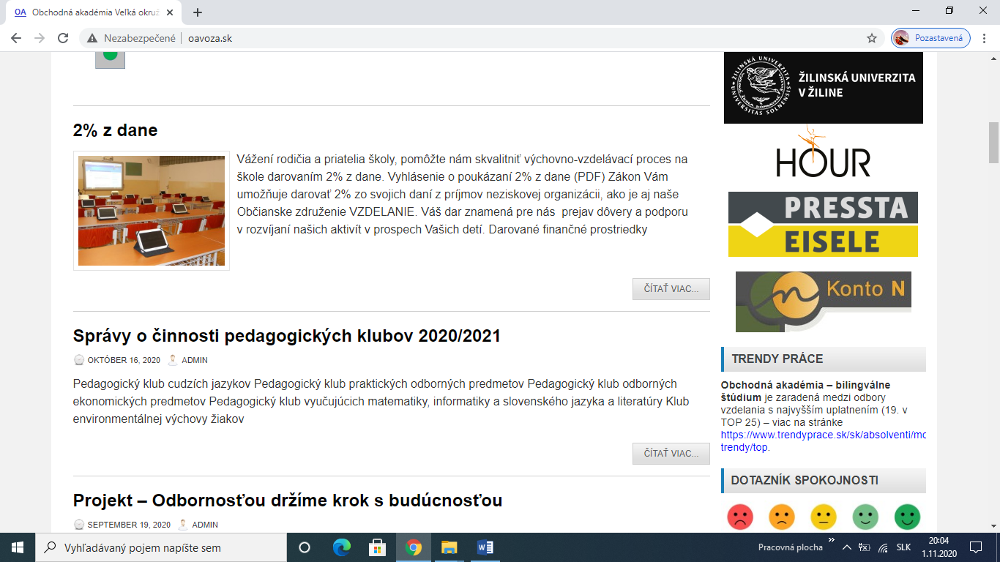 OA Obchodná akadémia Veľká okruž
Nezabezpečené oavoza.sk
Pozastavená
2% z dane
Vážení rodičia a priatelia školy, pomôžte nám skvalitniť výchovno-vzdelávací proces na
škole darovaním 2% z dane. Vyhlásenie o poukázaní 2% z dane (PDF) Zákon Vám
umožňuje darovať 2% zo svojich daní z príjmov neziskovej organizácii, ako je aj naše
Občianske združenie VZDELANIE. Váš dar znamená pre nás prejav dôvery a podporu
v rozvíjaní našich aktivít v prospech Vašich detí. Darované finančné prostriedky
ČÍTAŤ VIAC...
Správy o činnosti pedagogických klubov 2020/2021
OKTÓBER 16, 2020 ADMIN
Pedagogický klub cudzích jazykov Pedagogický klub praktických odborných predmetov Pedagogický klub odborných
ekonomických predmetov Pedagogický klub vyučujúcich matematiky, informatiky a slovenského jazyka a literatúry Klub
environmentálnej výchovy žiakov
ČÍTAŤ VIAC...
Projekt – Odbornosťou držíme krok s budúcnosťou
SEPTEMBER 19, 2020 ADMIN
ŽILINSKÁ UNIVERZITA
V ŽILINE
HOUR
PRESSTA
EISELE
Konto N
TRENDY PRÁCE
Obchodná akadémia – bilingválne
štúdium je zaradená medzi odbory
vzdelania s najvyšším uplatnením (19. v
TOP 25) – viac na stránke
https://www.trendyprace.sk/sk/absolventi/mo
trendy/top.
DOTAZNÍK SPOKOJNOSTI
Vyhľadávaný pojem napíšte sem
Pracovná plocha
SLK
20:04
1.11.2020